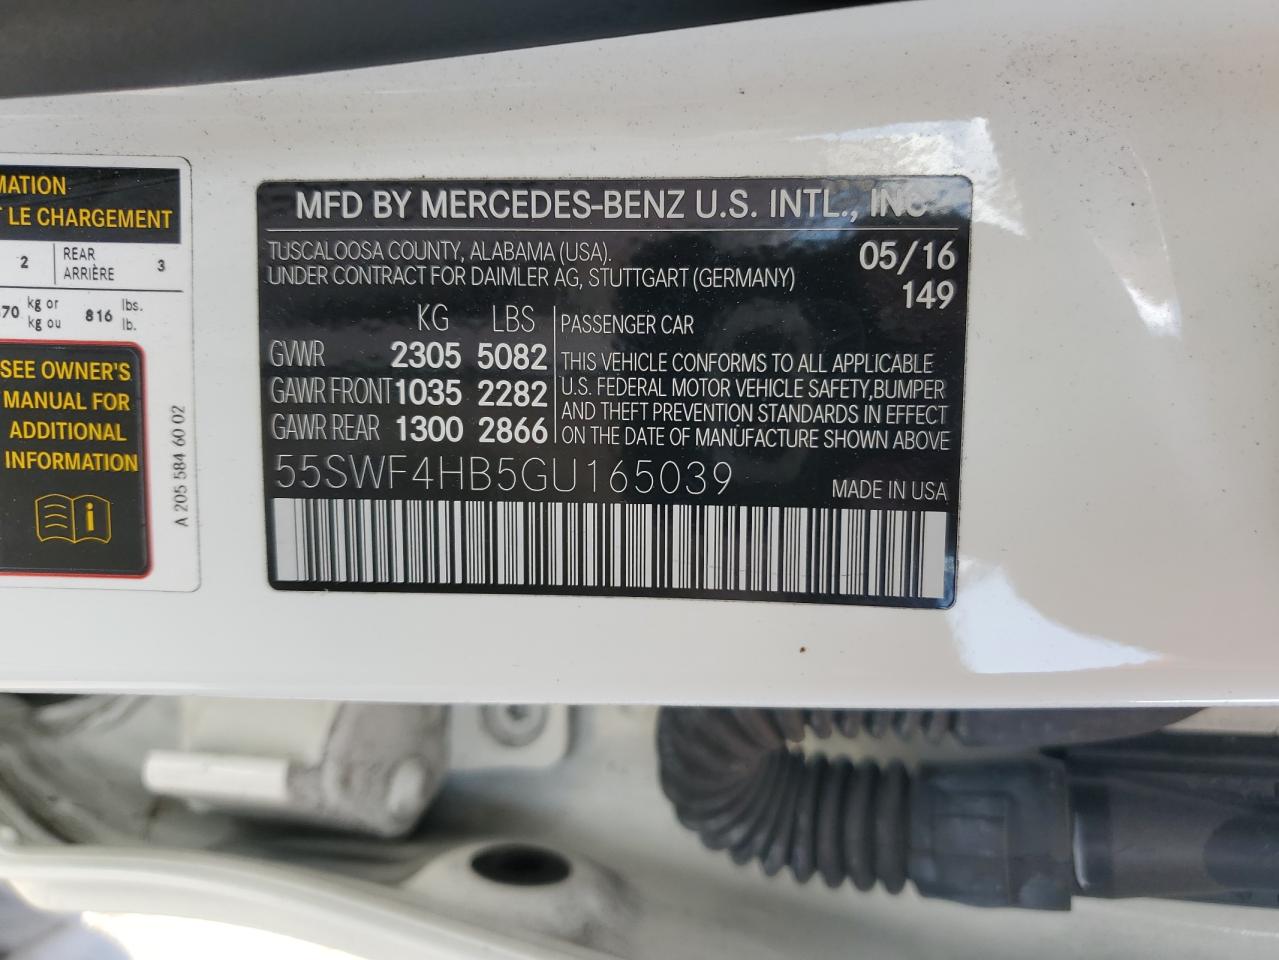 MATION
T LE CHARGEMENT
2 REAR ARRIÈRE 3
70 kg or kg ou 816 lbs. lb.
SEE OWNER'S
MANUAL FOR
ADDITIONAL
INFORMATION
i
A 205 584 60 02
MFD BY MERCEDES-BENZ U.S. INTL., INC
TUSCALOOSA COUNTY, ALABAMA (USA). 05/16
UNDER CONTRACT FOR DAIMLER AG, STUTTGART (GERMANY) 149
KG LBS
GVWR 2305 5082
GAWR FRONT 1035 2282
GAWR REAR 1300 2866
PASSENGER CAR
THIS VEHICLE CONFORMS TO ALL APPLICABLE
U.S. FEDERAL MOTOR VEHICLE SAFETY,BUMPER
AND THEFT PREVENTION STANDARDS IN EFFECT
ON THE DATE OF MANUFACTURE SHOWN ABOVE
55SWF4HB5GU165039
MADE IN USA